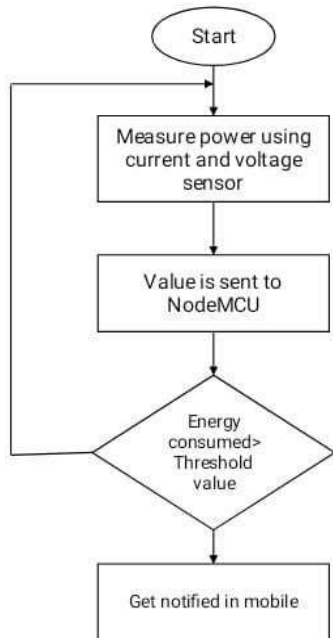 Start
Measure power using
current and voltage
sensor
Value is sent to
NodeMCU
Energy
consumed>
Threshold
value
Get notified in mobile